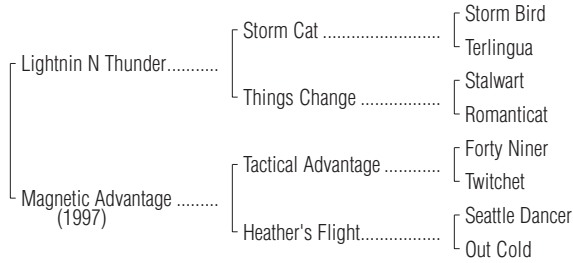 Storm Bird
Storm Cat ........................
Terlingua
Lightnin N Thunder..........
Stalwart
Things Change ................
Romanticat
Forty Niner
Tactical Advantage ............
Twitchet
Magnetic Advantage ........
(1997)
Seattle Dancer
Heather's Flight................
Out Cold